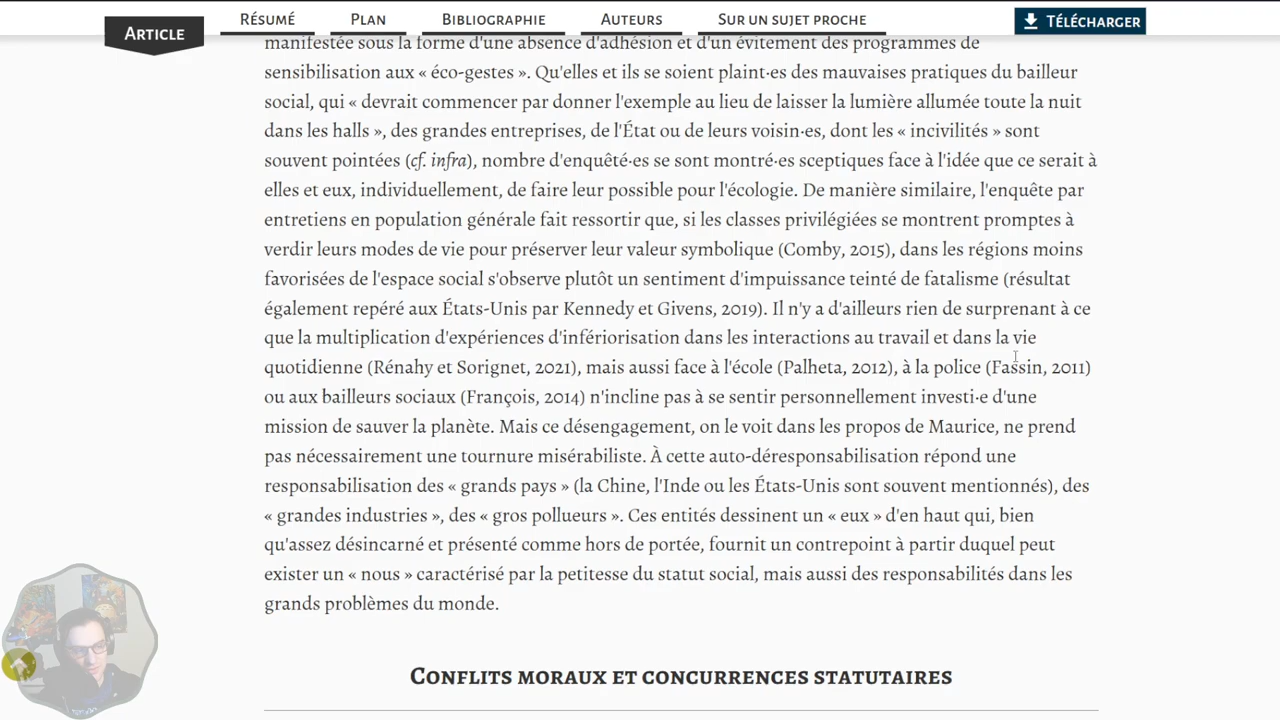 ARTICLE
RÉSUMÉ
PLAN
BIBLIOGRAPHIE
AUTEURS
SUR UN SUJET PROCHE
TÉLÉCHARGER
manifestée sous la forme d'une absence d'adhésion et d'un évitement des programmes de
sensibilisation aux « éco-gestes ». Qu'elles et ils se soient plaint·es des mauvaises pratiques du bailleur
social, qui « devrait commencer par donner l'exemple au lieu de laisser la lumière allumée toute la nuit
dans les halls », des grandes entreprises, de l'État ou de leurs voisin·es, dont les « incivilités » sont
souvent pointées (cf. infra), nombre d'enquêté·es se sont montré·es sceptiques face à l'idée que ce serait à
elles et eux, individuellement, de faire leur possible pour l'écologie. De manière similaire, l'enquête par
entretiens en population générale fait ressortir que, si les classes privilégiées se montrent promptes à
verdir leurs modes de vie pour préserver leur valeur symbolique (Comby, 2015), dans les régions moins
favorisées de l'espace social s'observe plutôt un sentiment d'impuissance teinté de fatalisme (résultat
également repéré aux États-Unis par Kennedy et Givens, 2019). Il n'y a d'ailleurs rien de surprenant à ce
que la multiplication d'expériences d'infériorisation dans les interactions au travail et dans la vie
quotidienne (Rénahy et Sorignet, 2021), mais aussi face à l'école (Palheta, 2012), à la police (Fassin, 2011)
ou aux bailleurs sociaux (François, 2014) n'incline pas à se sentir personnellement investi·e d'une
mission de sauver la planète. Mais ce désengagement, on le voit dans les propos de Maurice, ne prend
pas nécessairement une tournure misérabiliste. À cette auto-déresponsabilisation répond une
responsabilisation des « grands pays » (la Chine, l'Inde ou les États-Unis sont souvent mentionnés), des
« grandes industries », des « gros pollueurs ». Ces entités dessinent un « eux » d'en haut qui, bien
qu'assez désincarné et présenté comme hors de portée, fournit un contrepoint à partir duquel peut
exister un « nous » caractérisé par la petitesse du statut social, mais aussi des responsabilités dans les
grands problèmes du monde.
CONFLITS MORAUX ET CONCURRENCES STATUTAIRES